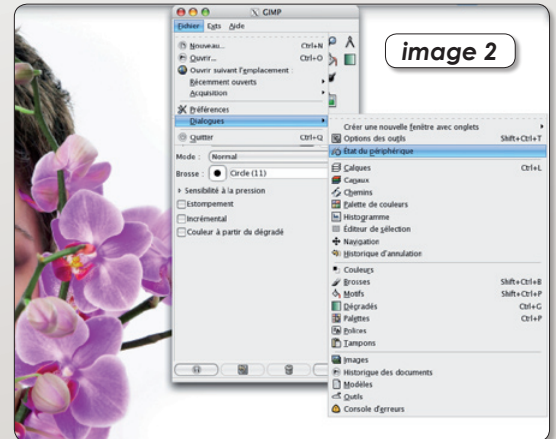 GIMP
Fichier Exts Aide
image 2
Nouveau... Ctrl+N
Ouvrir... Ctrl+O
Ouvrir suivant l'emplacement :
Récemment ouverts
Acquisition
Préférences
Dialogues
Quitter Ctrl+Q
Mode : Normal
Brosse : Circle (11)
Sensibilité à la pression
Estompement
Incrémental
Couleur à partir du dégradé
Créer une nouvelle fenêtre avec onglets
Options des outils Shift+Ctrl+T
État du périphérique
Calques Ctrl+L
Canaux
Chemins
Palette de couleurs
Histogramme
Éditeur de sélection
Navigation
Historique d'annulation
Couleurs
Brosses Shift+Ctrl+B
Motifs Shift+Ctrl+P
Dégradés Ctrl+G
Palettes Ctrl+P
Polices
Tampons
Images
Historique des documents
Modèles
Outils
Console d'erreurs